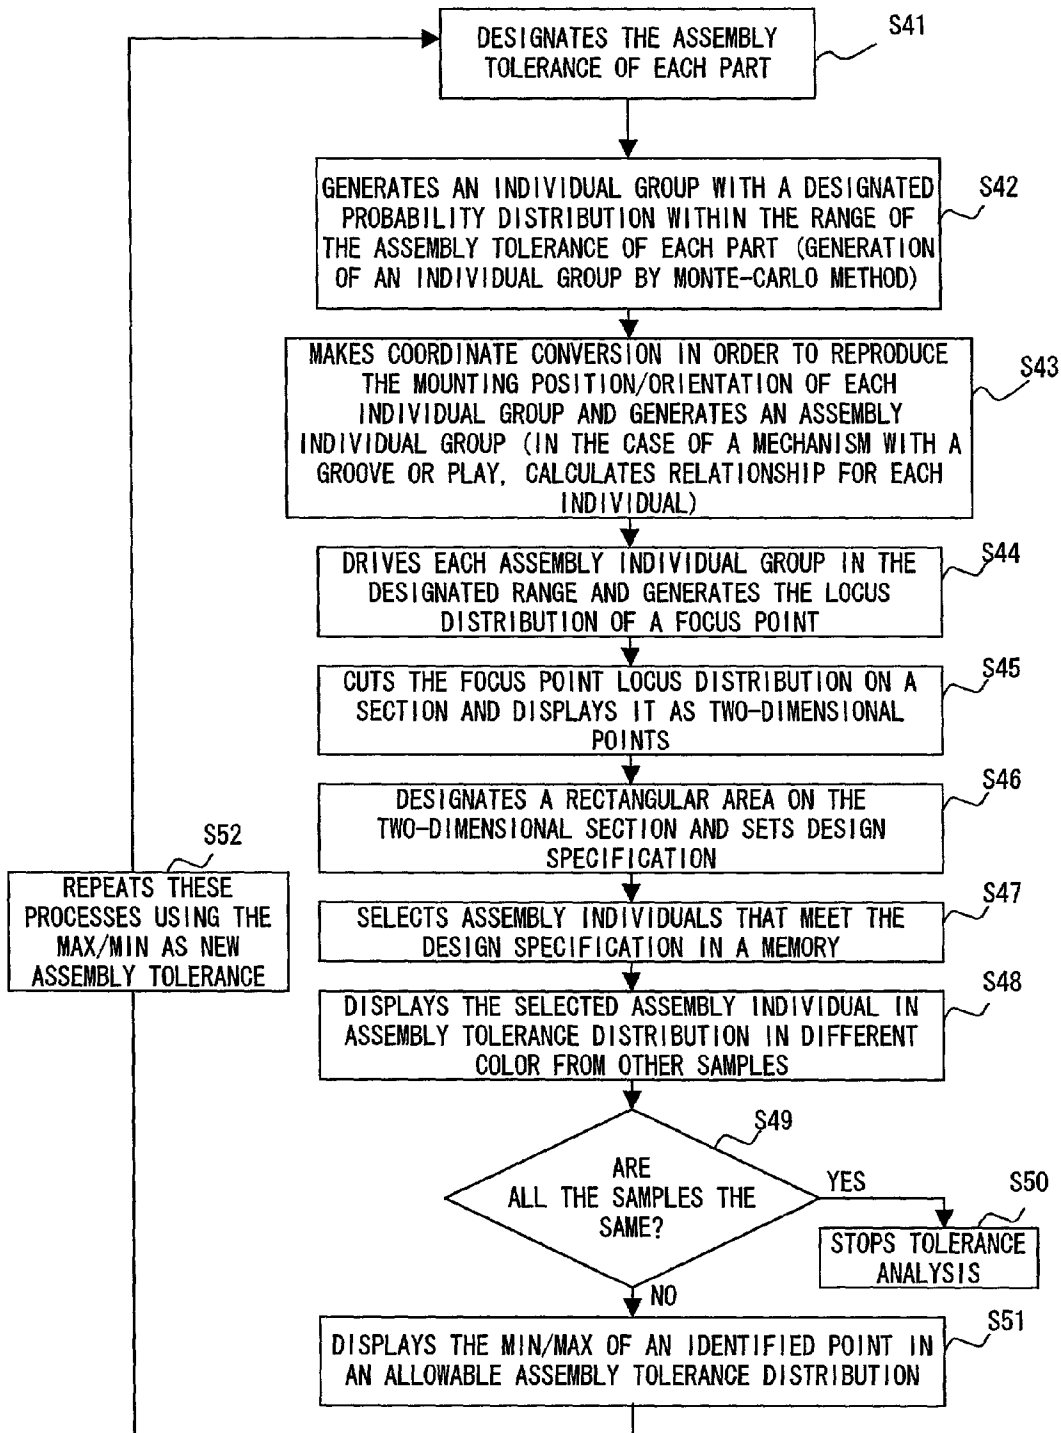 DESIGNATES THE ASSEMBLY
TOLERANCE OF EACH PART
S41
GENERATES AN INDIVIDUAL GROUP WITH A DESIGNATED
PROBABILITY DISTRIBUTION WITHIN THE RANGE OF
THE ASSEMBLY TOLERANCE OF EACH PART (GENERATION
OF AN INDIVIDUAL GROUP BY MONTE-CARLO METHOD)
S42
MAKES COORDINATE CONVERSION IN ORDER TO REPRODUCE
THE MOUNTING POSITION/ORIENTATION OF EACH
INDIVIDUAL GROUP AND GENERATES AN ASSEMBLY
INDIVIDUAL GROUP (IN THE CASE OF A MECHANISM WITH A
GROOVE OR PLAY, CALCULATES RELATIONSHIP FOR EACH
INDIVIDUAL)
S43
DRIVES EACH ASSEMBLY INDIVIDUAL GROUP IN THE
DESIGNATED RANGE AND GENERATES THE LOCUS
DISTRIBUTION OF A FOCUS POINT
S44
CUTS THE FOCUS POINT LOCUS DISTRIBUTION ON A
SECTION AND DISPLAYS IT AS TWO-DIMENSIONAL
POINTS
S45
DESIGNATES A RECTANGULAR AREA ON THE
TWO-DIMENSIONAL SECTION AND SETS DESIGN
SPECIFICATION
S46
SELECTS ASSEMBLY INDIVIDUALS THAT MEET THE
DESIGN SPECIFICATION IN A MEMORY
S47
DISPLAYS THE SELECTED ASSEMBLY INDIVIDUAL IN
ASSEMBLY TOLERANCE DISTRIBUTION IN DIFFERENT
COLOR FROM OTHER SAMPLES
S48
ARE
ALL THE SAMPLES THE
SAME?
S49
YES
STOPS TOLERANCE
ANALYSIS
S50
NO
DISPLAYS THE MIN/MAX OF AN IDENTIFIED POINT IN
AN ALLOWABLE ASSEMBLY TOLERANCE DISTRIBUTION
S51
REPEATS THESE
PROCESSES USING THE
MAX/MIN AS NEW
ASSEMBLY TOLERANCE
S52